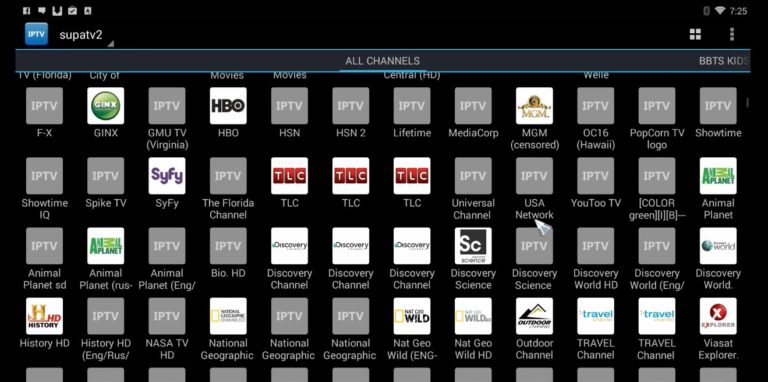 7:25
IPTV supatv2
ALL CHANNELS BBTS KIDS
TV (Florida) City of Movies Movies Central (HD) Welle
IPTV GINX IPTV HBO IPTV IPTV IPTV IPTV MGM IPTV IPTV IPTV
F-X GINX GMU TV HBO HSN HSN 2 Lifetime MediaCorp MGM OC16 PopCorn TV Showtime
(Virginia) (censored) (Hawaii) logo
IPTV IPTV Syfy IPTV TLC TLC TLC IPTV IPTV IPTV IPTV ANIMAL PLANET
Showtime Spike TV SyFy The Florida TLC TLC TLC Universal USA YouToo TV [COLOR Animal
IQ Channel Channel Network green][I][B]--- Planet
IPTV ANIMAL PLANET IPTV IPTV Discovery Discovery Discovery Sc science IPTV IPTV IPTV Discovery world
Animal Animal Animal Bio. HD Discovery Discovery Discovery Discovery Discovery Discovery Discovery Discovery
Planet sd Planet (rus- Planet (Eng/ Channel Channel Channel Science Science World HD World (Eng/ World.
H HD HISTORY IPTV IPTV NATIONAL GEOGRAPHIC CHANNEL IPTV IPTV NAT GEO WILD NAT GEO WILD HD OUTDOOR CHANNEL travel Channel travel Channel X EXPLORER
History HD History HD NASA TV National National National Nat Geo Nat Geo Outdoor TRAVEL TRAVEL Viasat
(Eng/Rus/ HD Geographic Geographic Geographic Wild (ENG- Wild HD Channel Channel Channel Explorer